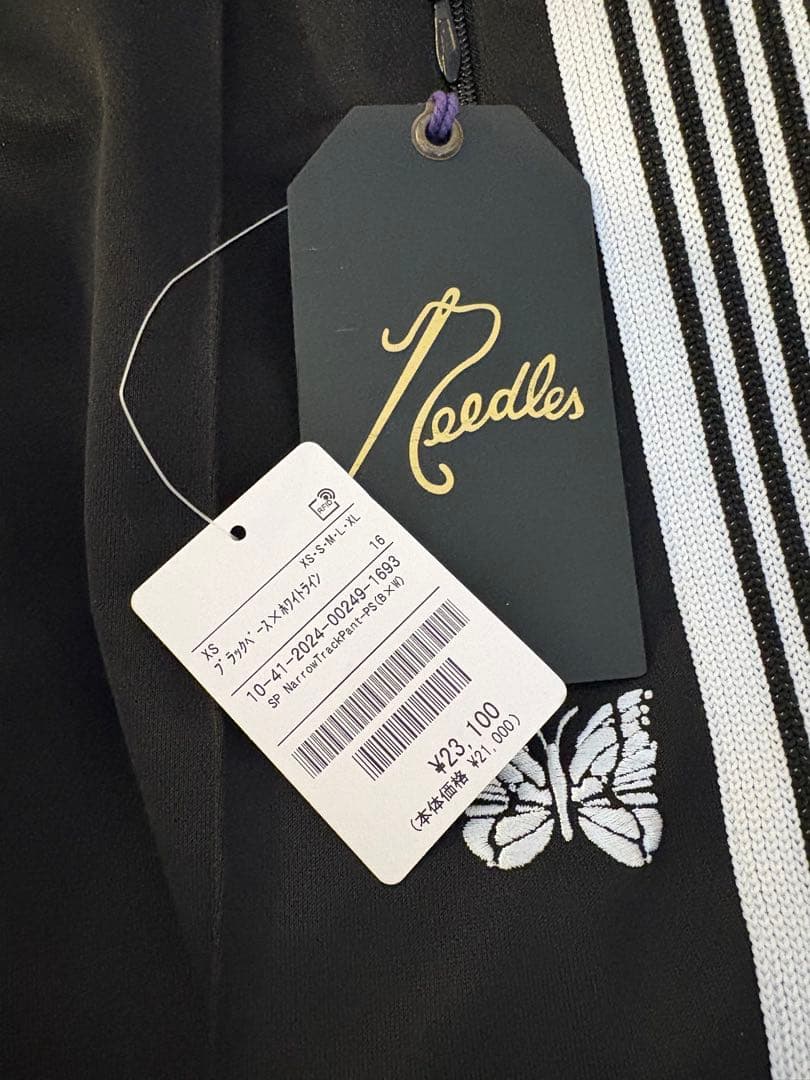 Needles
RFID
XS・S・M・L・XL
XS
ブラックベース×ホワイトライン 16
10-41-2024-00249-1693
SP NarrowTrackPant-PS(B×W)
¥23,100
(本体価格 ¥21,000)